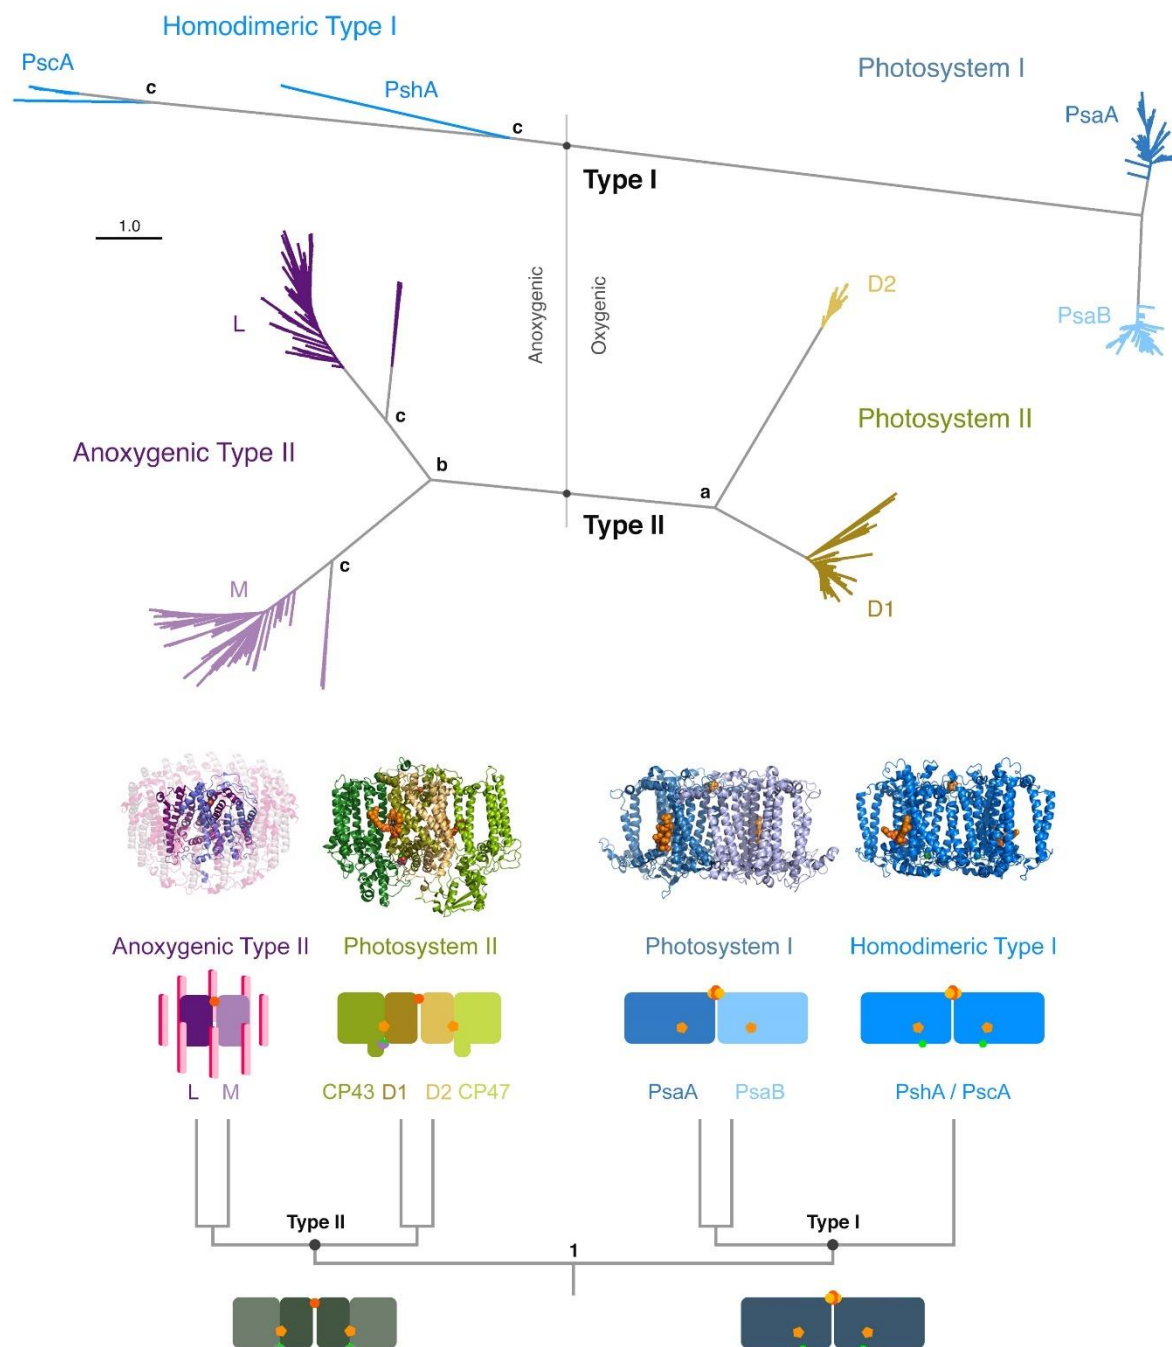 Homodimeric Type I
PscA
c
PshA
c
Photosystem I
PsaA
Type I
1.0
L
Anoxygenic
Oxygenic
D2
PsaB
c
Photosystem II
Anoxygenic Type II
b
a
Type II
c
M
D1
Anoxygenic Type II
Photosystem II
Photosystem I
Homodimeric Type I
L M
CP43 D1 D2 CP47
PsaA PsaB
PshA / PscA
Type II
Type I
1